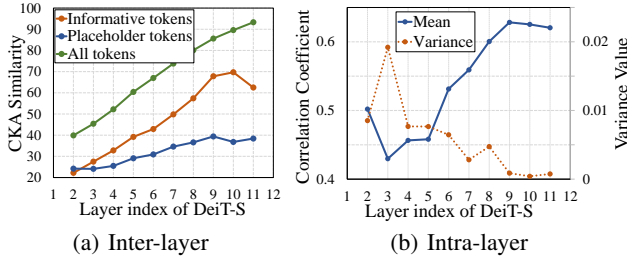 100
90
80
70
60
50
40
30
20
CKA Similarity
Informative tokens
Placeholder tokens
All tokens
1 2 3 4 5 6 7 8 9 10 11 12
Layer index of DeiT-S
(a) Inter-layer
0.6
0.5
0.4
Correlation Coefficient
Mean
Variance
0.02
0.01
0
Variance Value
1 2 3 4 5 6 7 8 9 10 11 12
Layer index of DeiT-S
(b) Intra-layer